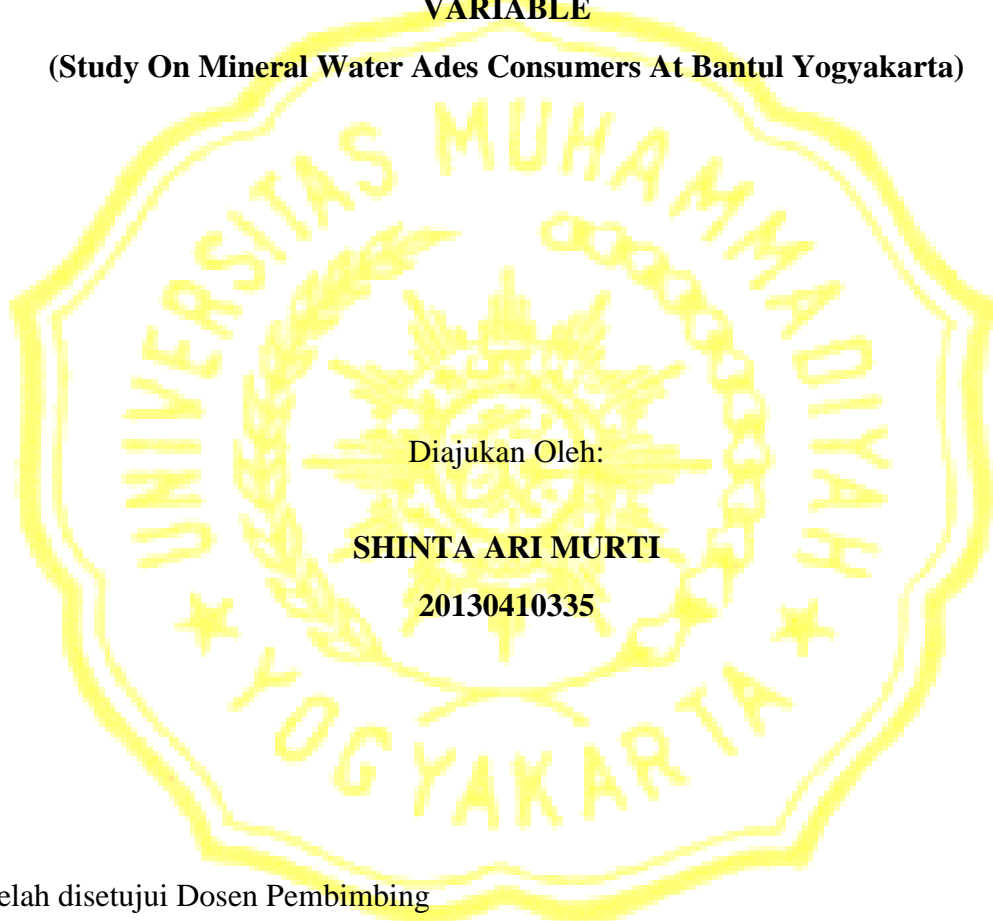 VARIABLE
(Study On Mineral Water Ades Consumers At Bantul Yogyakarta)
UNIVERSITAS MUHAMMADIYAH
★ YOGYAKARTA ★
Diajukan Oleh:
SHINTA ARI MURTI
20130410335
elah disetujui Dosen Pembimbing